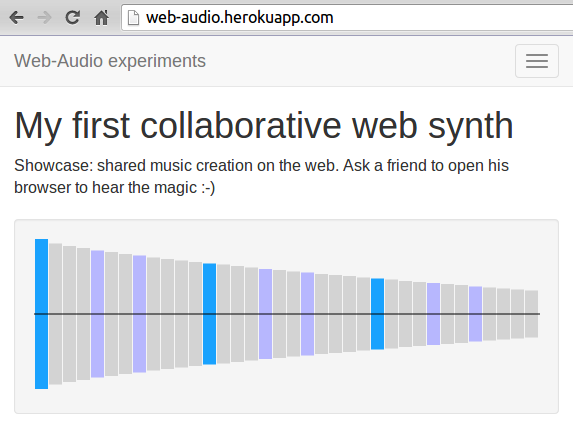 web-audio.herokuapp.com
Web-Audio experiments
My first collaborative web synth
Showcase: shared music creation on the web. Ask a friend to open his
browser to hear the magic :-)